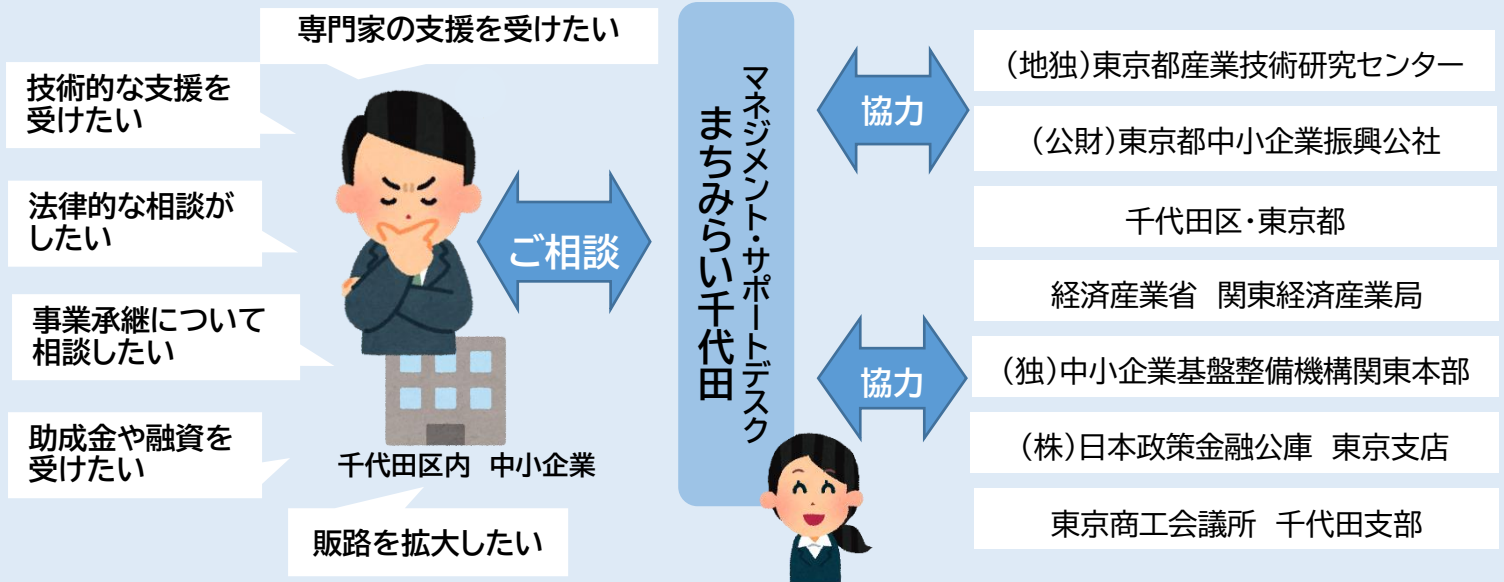 専門家の支援を受けたい
技術的な支援を
受けたい
法律的な相談が
したい
事業承継について
相談したい
助成金や融資を
受けたい
販路を拡大したい
千代田区内 中小企業
ご相談
マネジメント・サポートデスク
まちみらい千代田
協力
協力
(地独)東京都産業技術研究センター
(公財)東京都中小企業振興公社
千代田区・東京都
経済産業省 関東経済産業局
(独)中小企業基盤整備機構関東本部
(株)日本政策金融公庫 東京支店
東京商工会議所 千代田支部